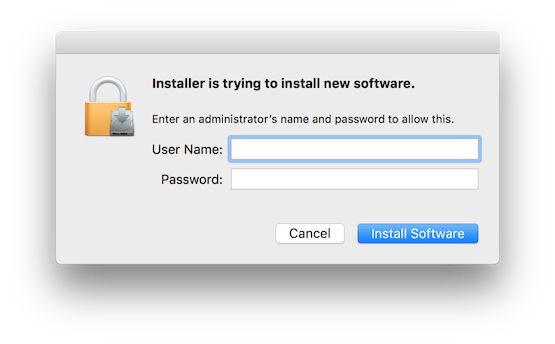 Installer is trying to install new software.
Enter an administrator's name and password to allow this.
User Name:
Password:
Cancel
Install Software